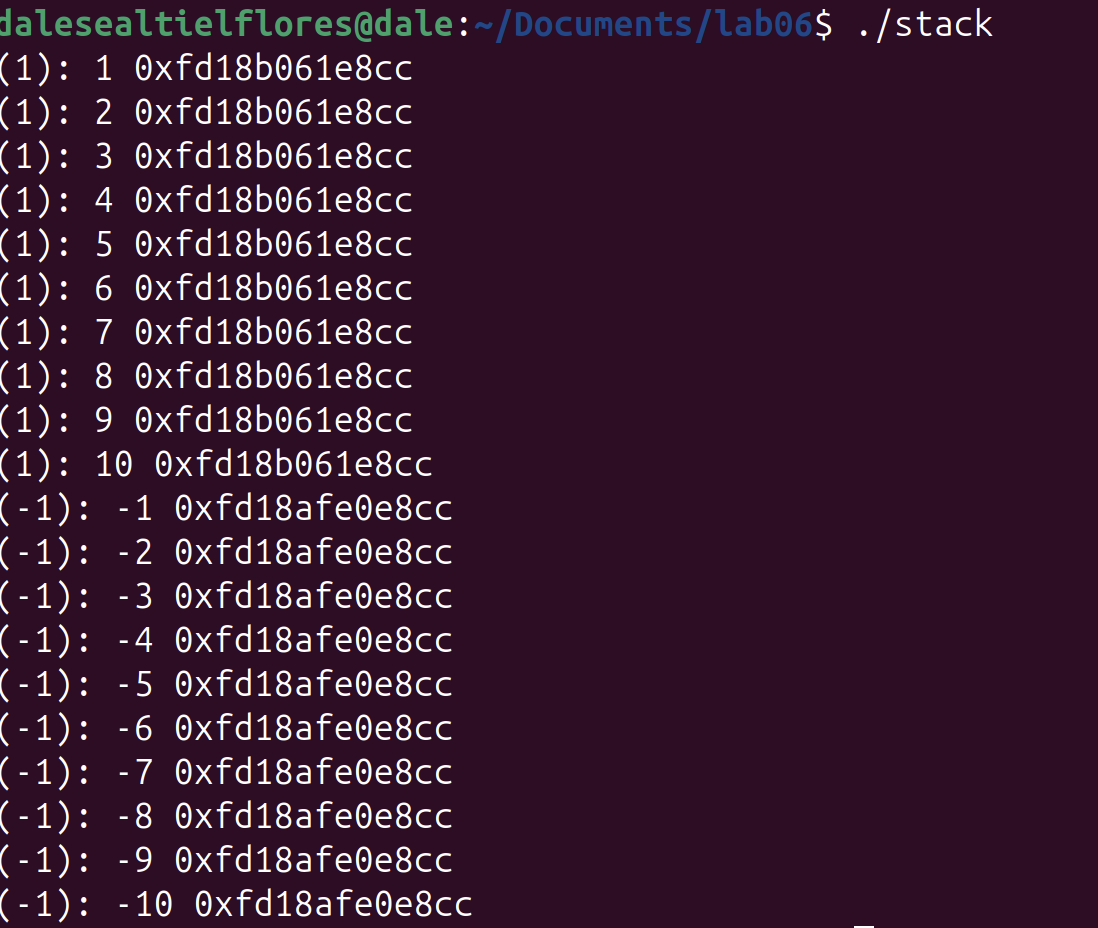 dalesealtielflores@dale:~/Documents/lab06$ ./stack
(1): 1 0xfd18b061e8cc
(1): 2 0xfd18b061e8cc
(1): 3 0xfd18b061e8cc
(1): 4 0xfd18b061e8cc
(1): 5 0xfd18b061e8cc
(1): 6 0xfd18b061e8cc
(1): 7 0xfd18b061e8cc
(1): 8 0xfd18b061e8cc
(1): 9 0xfd18b061e8cc
(1): 10 0xfd18b061e8cc
(-1): -1 0xfd18afe0e8cc
(-1): -2 0xfd18afe0e8cc
(-1): -3 0xfd18afe0e8cc
(-1): -4 0xfd18afe0e8cc
(-1): -5 0xfd18afe0e8cc
(-1): -6 0xfd18afe0e8cc
(-1): -7 0xfd18afe0e8cc
(-1): -8 0xfd18afe0e8cc
(-1): -9 0xfd18afe0e8cc
(-1): -10 0xfd18afe0e8cc